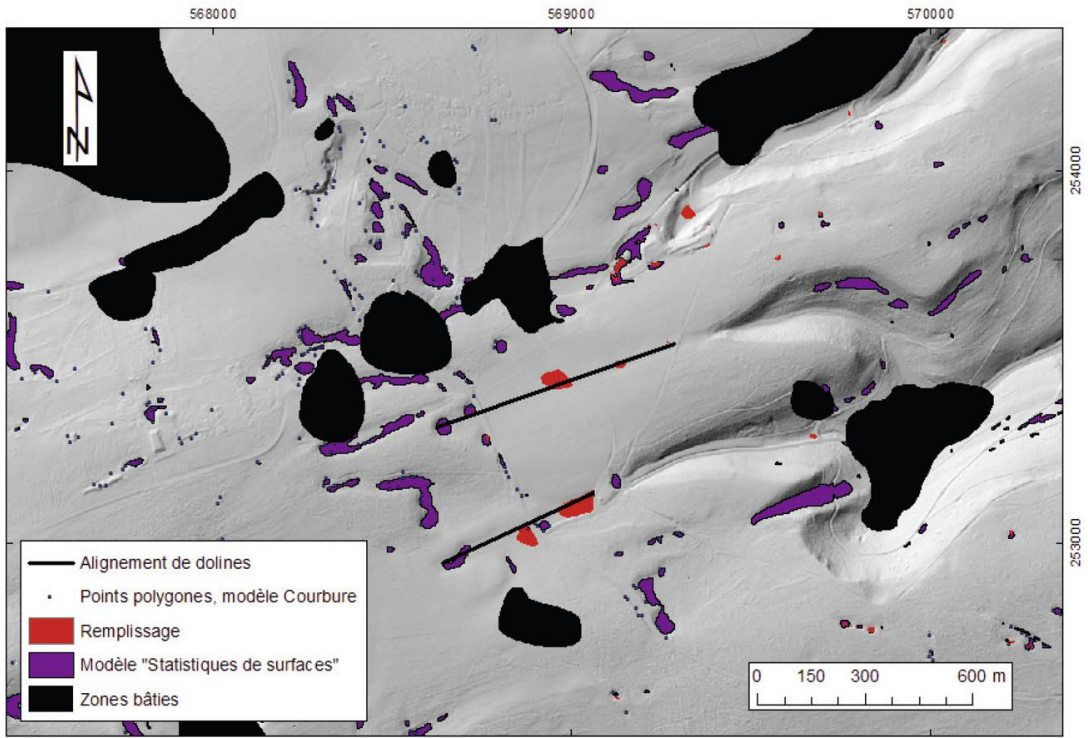 568000
569000
570000
N
254000
253000
Alignement de dolines
Points polygones, modèle Courbure
Remplissage
Modèle "Statistiques de surfaces"
Zones bâties
0 150 300 600 m